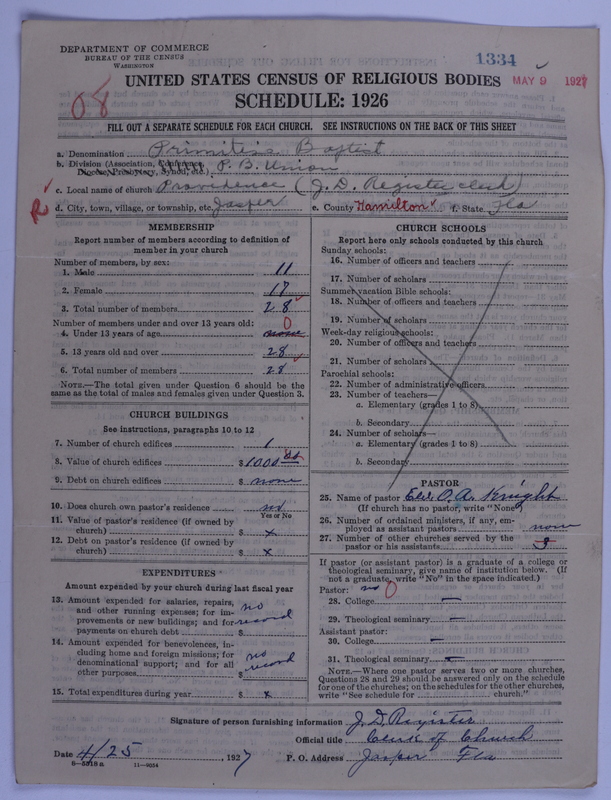 DEPARTMENT OF COMMERCE
BUREAU OF THE CENSUS
WASHINGTON
1334
MAY 9 1927
UNITED STATES CENSUS OF RELIGIOUS BODIES
SCHEDULE: 1926
08
FILL OUT A SEPARATE SCHEDULE FOR EACH CHURCH. SEE INSTRUCTIONS ON THE BACK OF THIS SHEET
a. Denomination Primitive Baptist
b. Division (Association, Conference, P. B. Union
Diocese, Presbytery, Synod, etc.)
c. Local name of church Providence (J. D. Register clerk)
R
d. City, town, village, or township, etc. Jasper e. County Hamilton f. State Fla
MEMBERSHIP
Report number of members according to definition of
member in your church
Number of members, by sex:
1. Male 11
2. Female 17
3. Total number of members 28
Number of members under and over 13 years old:
4. Under 13 years of age none 0
5. 13 years old and over 28
6. Total number of members 28
NOTE.—The total given under Question 6 should be the
same as the total of males and females given under Question 3.
CHURCH BUILDINGS
See instructions, paragraphs 10 to 12
7. Number of church edifices 1
8. Value of church edifices $ 1000 00
9. Debt on church edifices $ none
10. Does church own pastor's residence no
Yes or No
11. Value of pastor's residence (if owned by
church) $ x
12. Debt on pastor's residence (if owned by
church) $ x
EXPENDITURES
Amount expended by your church during last fiscal year
13. Amount expended for salaries, repairs,
and other running expenses; for im-
provements or new buildings; and for
payments on church debt $ no record
14. Amount expended for benevolences, in-
cluding home and foreign missions; for
denominational support; and for all
other purposes $ no record
15. Total expenditures during year $ x
CHURCH SCHOOLS
Report here only schools conducted by this church
Sunday schools:
16. Number of officers and teachers
17. Number of scholars
Summer vacation Bible schools:
18. Number of officers and teachers
19. Number of scholars
Week-day religious schools:
20. Number of officers and teachers
21. Number of scholars
Parochial schools:
22. Number of administrative officers
23. Number of teachers—
a. Elementary (grades 1 to 8)
b. Secondary
24. Number of scholars—
a. Elementary (grades 1 to 8)
b. Secondary
PASTOR
25. Name of pastor Eld. O. A. Knight
(If church has no pastor, write "None")
26. Number of ordained ministers, if any, em-
ployed as assistant pastors none
27. Number of other churches served by the
pastor or his assistants 3
If pastor (or assistant pastor) is a graduate of a college or
theological seminary, give name of institution below. (If
not a graduate, write "No" in the space indicated.)
Pastor: no 0
28. College —
29. Theological seminary —
Assistant pastor:
30. College —
31. Theological seminary —
NOTE.—Where one pastor serves two or more churches,
Questions 28 and 29 should be answered only on the schedule
for one of the churches; on the schedules for the other churches,
write "See schedule for church."
Signature of person furnishing information J. D. Register
Official title Clerk of Church
Date 4/25, 1927 P. O. Address Jasper Fla
11—9034